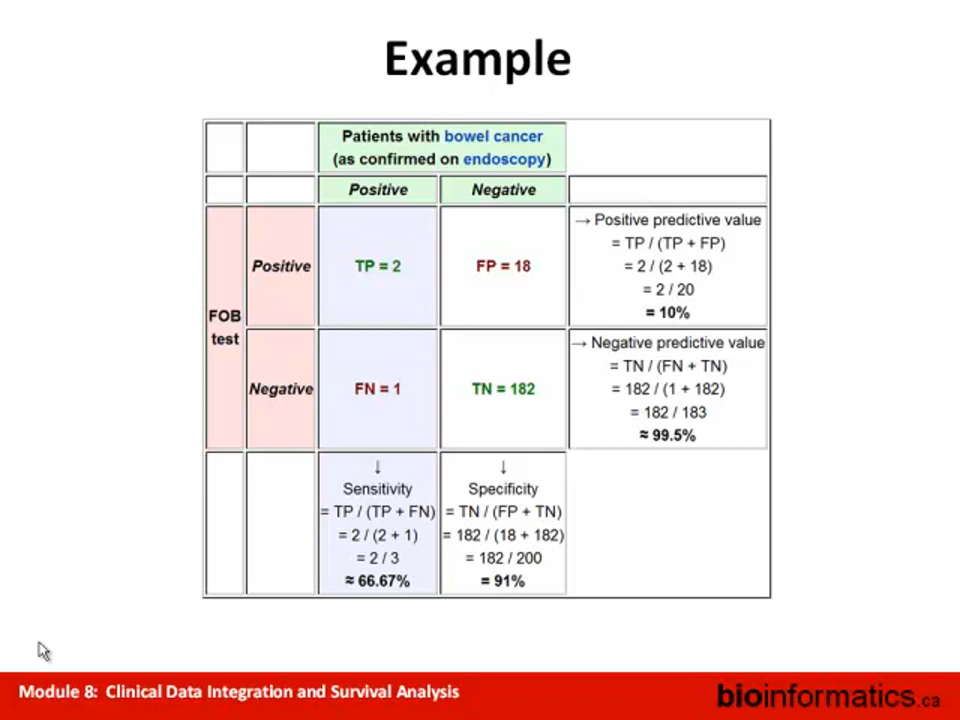 Example
Patients with bowel cancer
(as confirmed on endoscopy)
Positive
Negative
FOB
test
Positive
TP = 2
FP = 18
→ Positive predictive value
= TP / (TP + FP)
= 2 / (2 + 18)
= 2 / 20
= 10%
Negative
FN = 1
TN = 182
→ Negative predictive value
= TN / (FN + TN)
= 182 / (1 + 182)
= 182 / 183
≈ 99.5%
↓
Sensitivity
= TP / (TP + FN)
= 2 / (2 + 1)
= 2 / 3
≈ 66.67%
↓
Specificity
= TN / (FP + TN)
= 182 / (18 + 182)
= 182 / 200
= 91%
Module 8: Clinical Data Integration and Survival Analysis
bioinformatics.ca